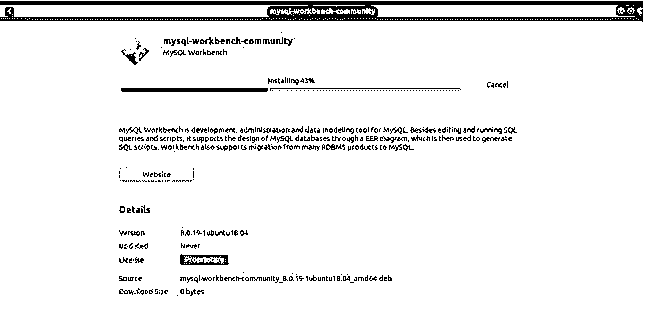 mysql-workbench-community
mysql-workbench-community
MySQL Workbench
Installing 43%
Cancel
MySQL Workbench is development, administration and data modeling tool for MySQL. Besides editing and running SQL
queries and scripts, it supports the design of MySQL databases through a EER diagram, which is then used to generate
SQL scripts. Workbench also supports migration from many RDBMS products to MySQL.
Website
Details
Version 8.0.19-1ubuntu18.04
Updated Never
License Proprietary
Source mysql-workbench-community_8.0.19-1ubuntu18.04_amd64.deb
Download Size 0 bytes